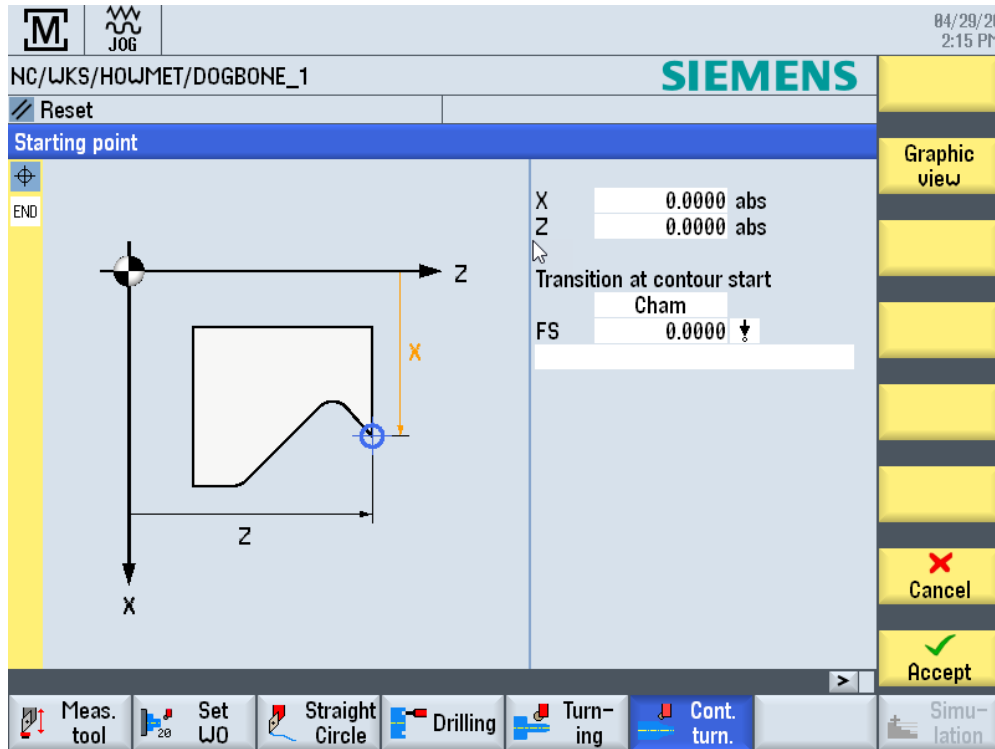 M
JOG
04/29/20
2:15 PM
NC/WKS/HOWMET/DOGBONE_1
SIEMENS
Reset
Starting point
Graphic
view
END
X 0.0000 abs
Z 0.0000 abs
Z
Transition at contour start
Cham
FS 0.0000
X
Z
X
Cancel
Accept
>
Meas.
tool
20
Set
WO
Straight
Circle
Drilling
Turn-
ing
Cont.
turn.
Simu-
lation